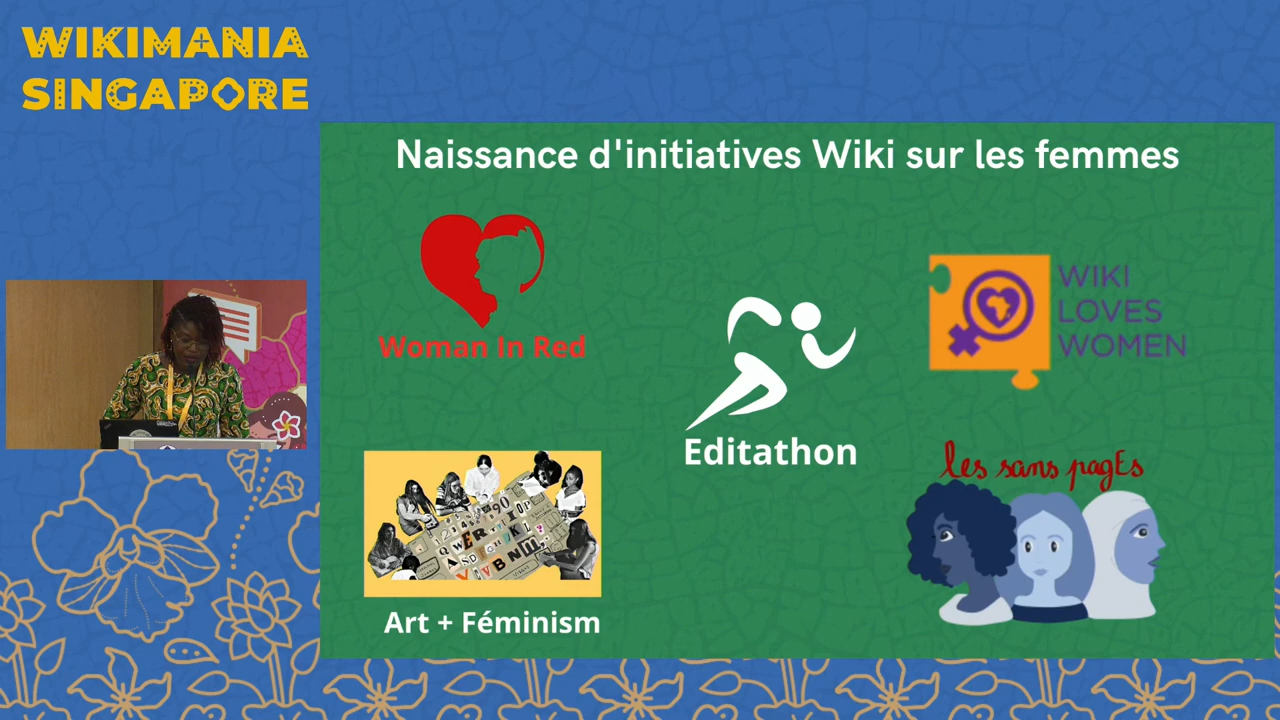 WIKIMANIA
SINGAPORE
Naissance d'initiatives Wiki sur les femmes
Woman In Red
Editathon
WIKI
LOVES
WOMEN
les sans pagEs
Art + Féminism